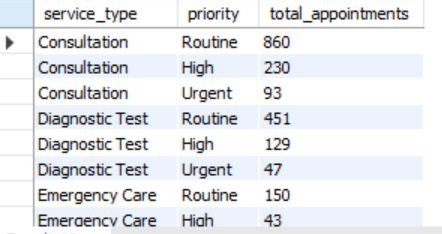 service_type priority total_appointments
Consultation Routine 860
Consultation High 230
Consultation Urgent 93
Diagnostic Test Routine 451
Diagnostic Test High 129
Diagnostic Test Urgent 47
Emergency Care Routine 150
Emergency Care High 43